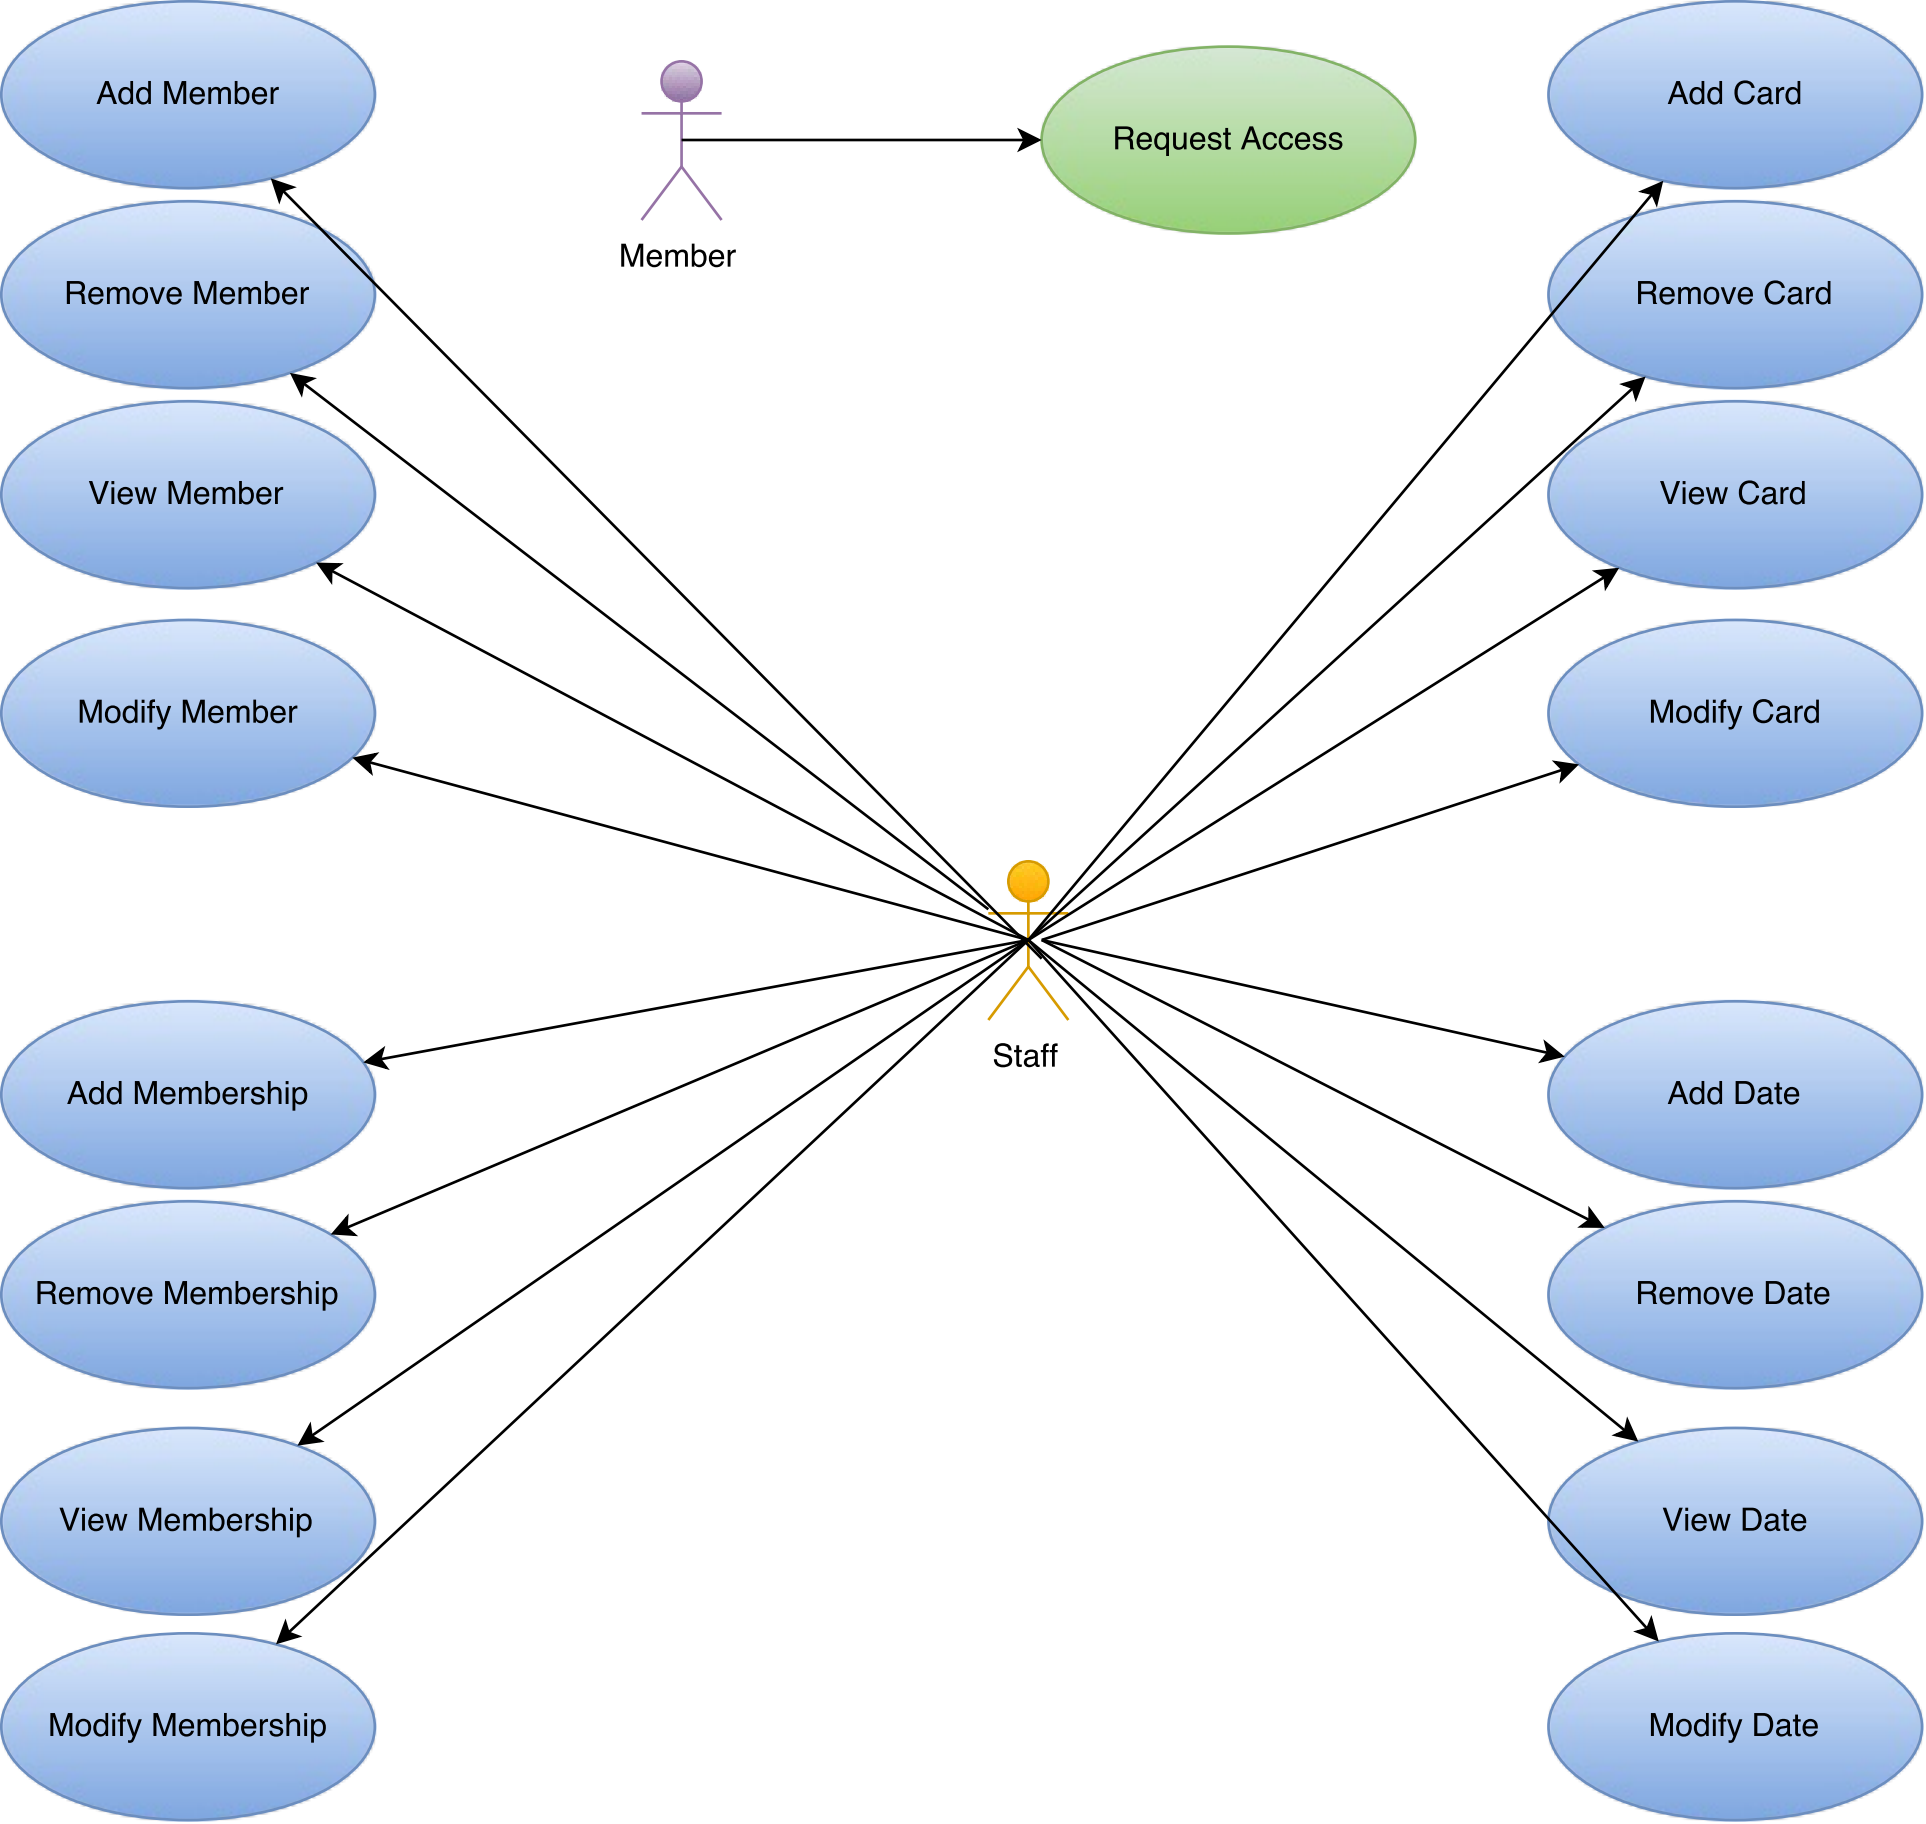 Add Member
Remove Member
View Member
Modify Member
Member
Request Access
Add Card
Remove Card
View Card
Modify Card
Staff
Add Membership
Remove Membership
View Membership
Modify Membership
Add Date
Remove Date
View Date
Modify Date